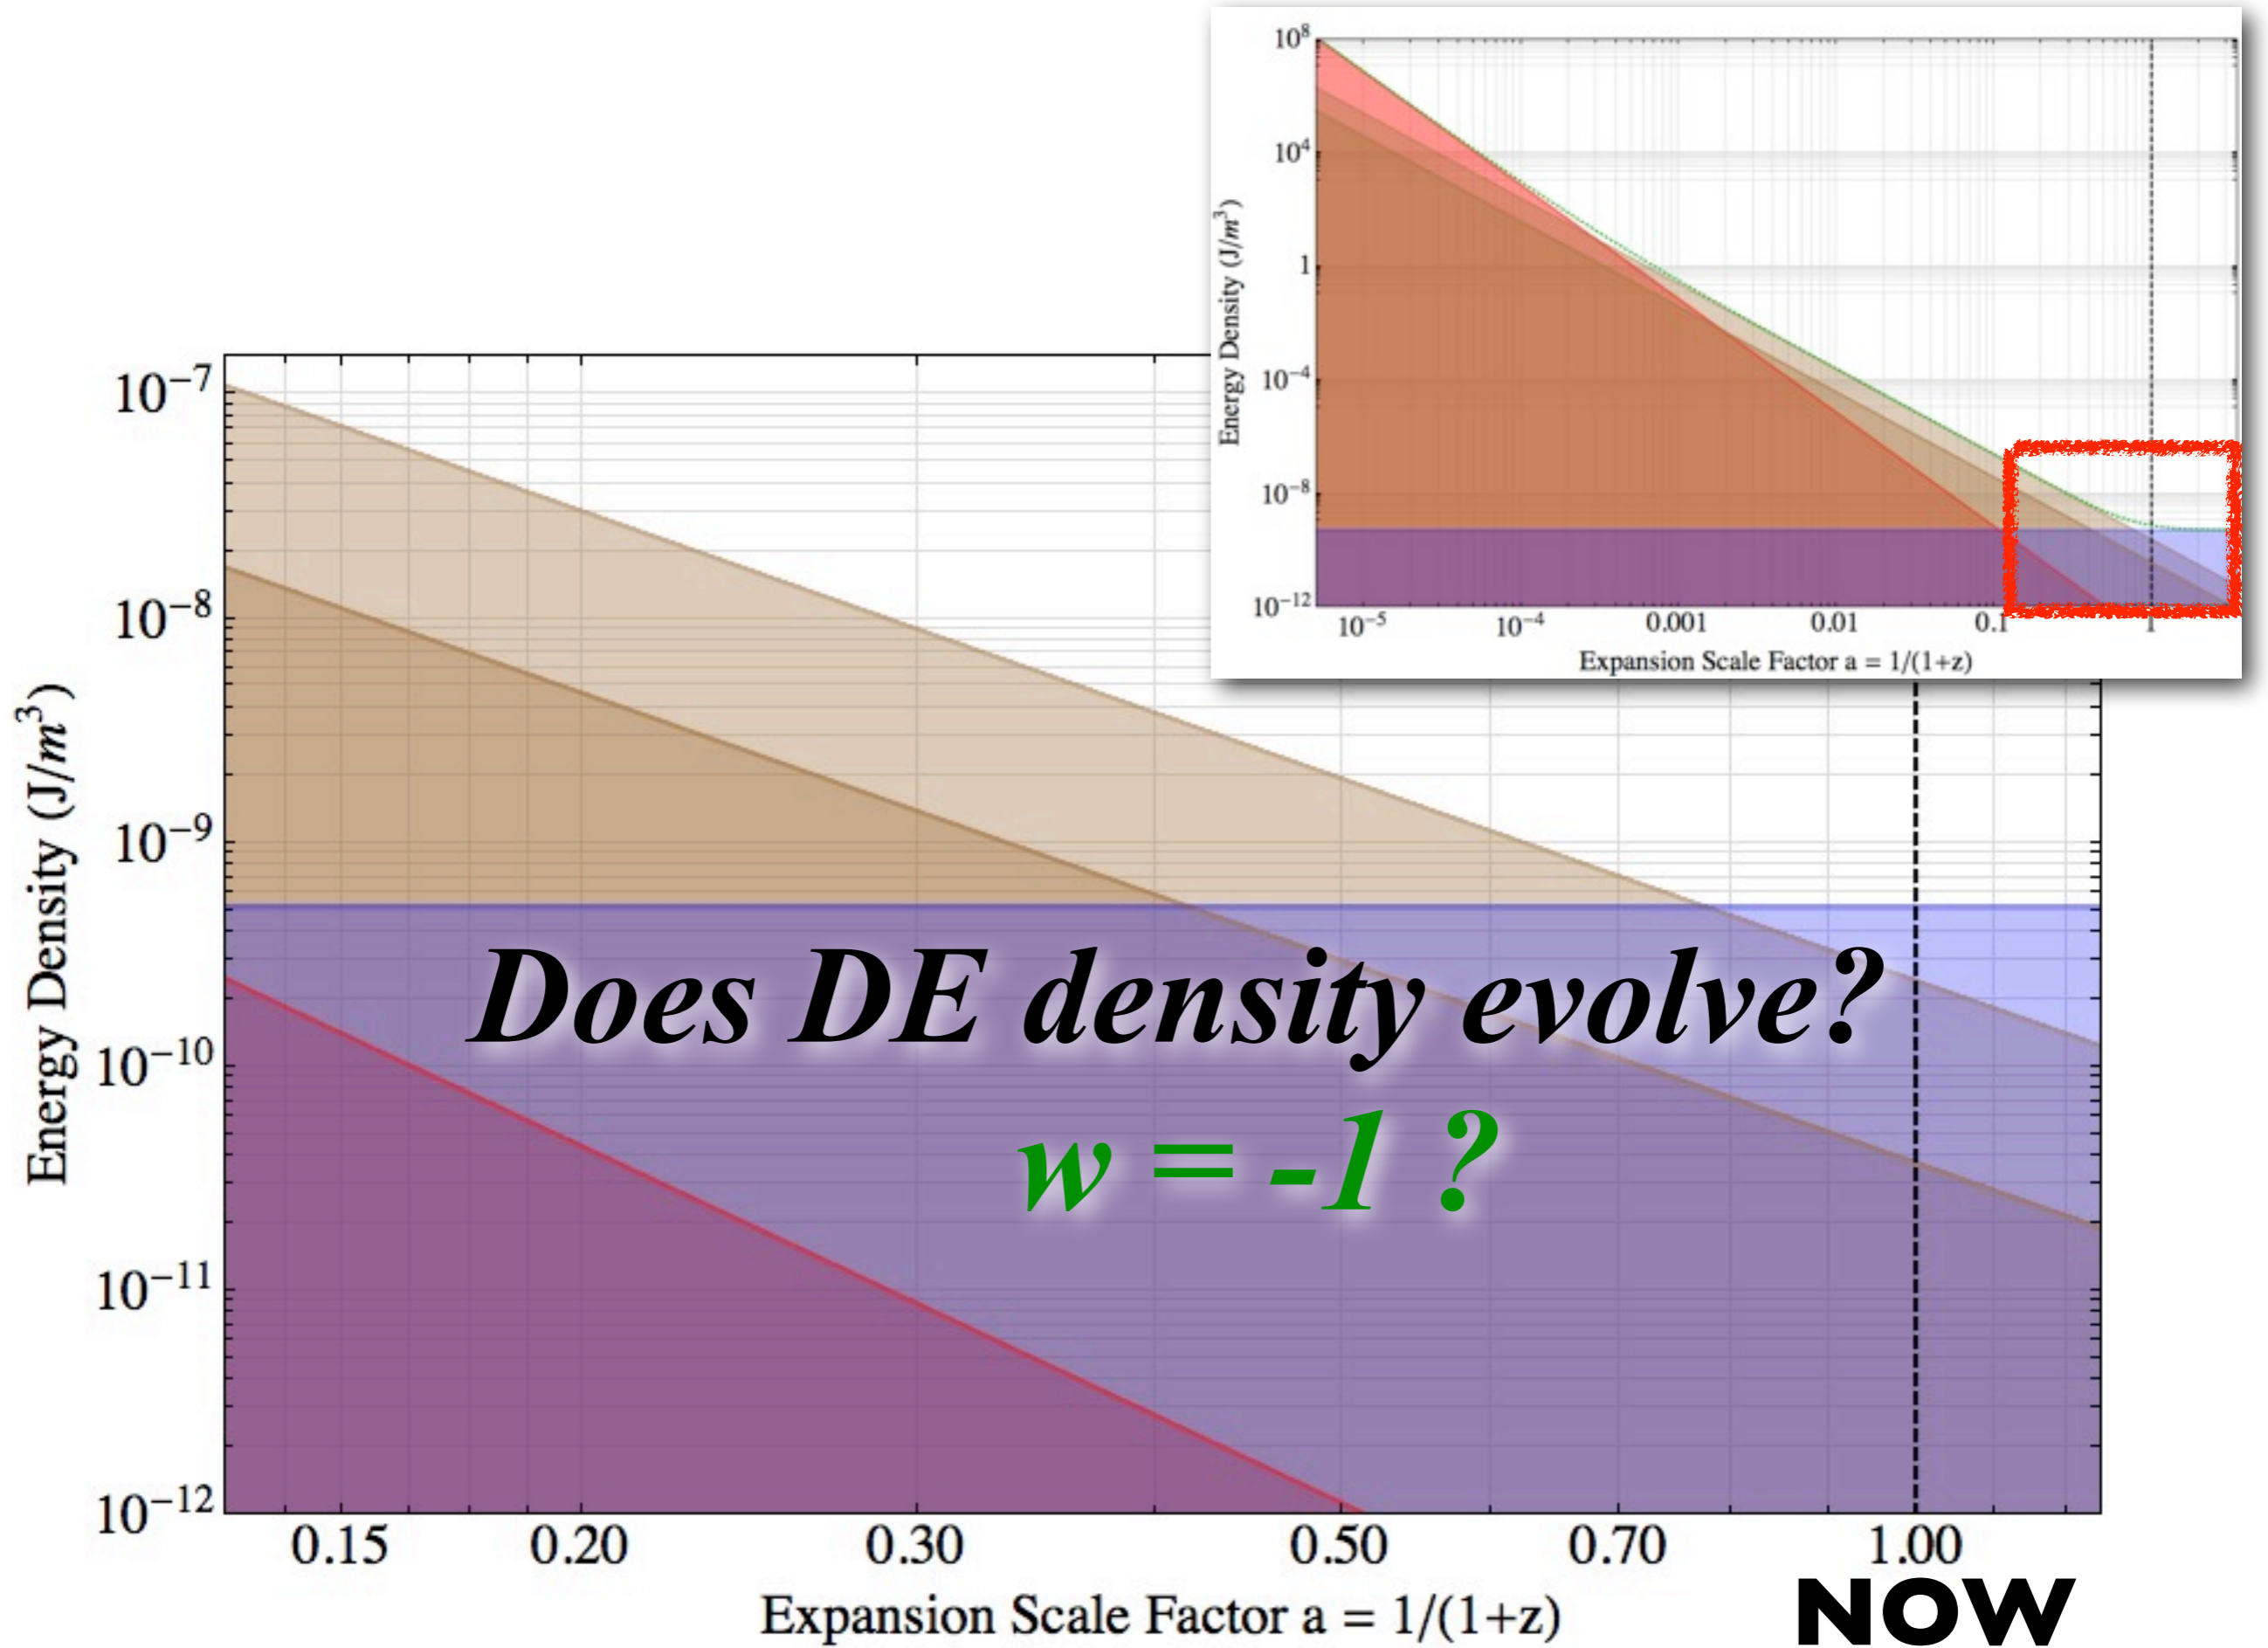 10⁸
10⁴
1
10⁻⁴
10⁻⁸
10⁻¹²
Energy Density (J/m³)
10⁻⁵ 10⁻⁴ 0.001 0.01 0.1 1
Expansion Scale Factor a = 1/(1+z)
10⁻⁷
10⁻⁸
10⁻⁹
10⁻¹⁰
10⁻¹¹
10⁻¹²
Energy Density (J/m³)
Does DE density evolve?
w = -1 ?
0.15 0.20 0.30 0.50 0.70 1.00
Expansion Scale Factor a = 1/(1+z)
NOW